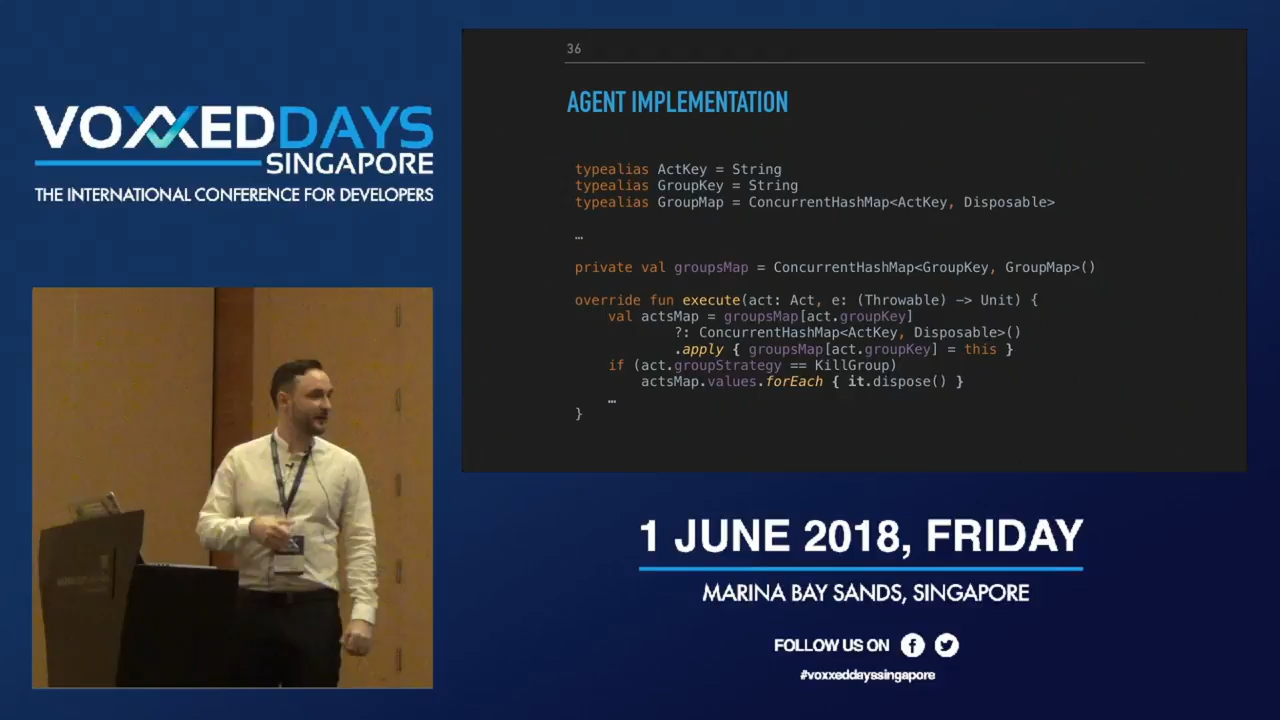 VOXXEDDAYS
SINGAPORE
THE INTERNATIONAL CONFERENCE FOR DEVELOPERS
36
AGENT IMPLEMENTATION
typealias ActKey = String
typealias GroupKey = String
typealias GroupMap = ConcurrentHashMap<ActKey, Disposable>
…
private val groupsMap = ConcurrentHashMap<GroupKey, GroupMap>()
override fun execute(act: Act, e: (Throwable) -> Unit) {
val actsMap = groupsMap[act.groupKey]
?: ConcurrentHashMap<ActKey, Disposable>()
.apply { groupsMap[act.groupKey] = this }
if (act.groupStrategy == KillGroup)
actsMap.values.forEach { it.dispose() }
…
}
1 JUNE 2018, FRIDAY
MARINA BAY SANDS, SINGAPORE
FOLLOW US ON
#voxxeddayssingapore